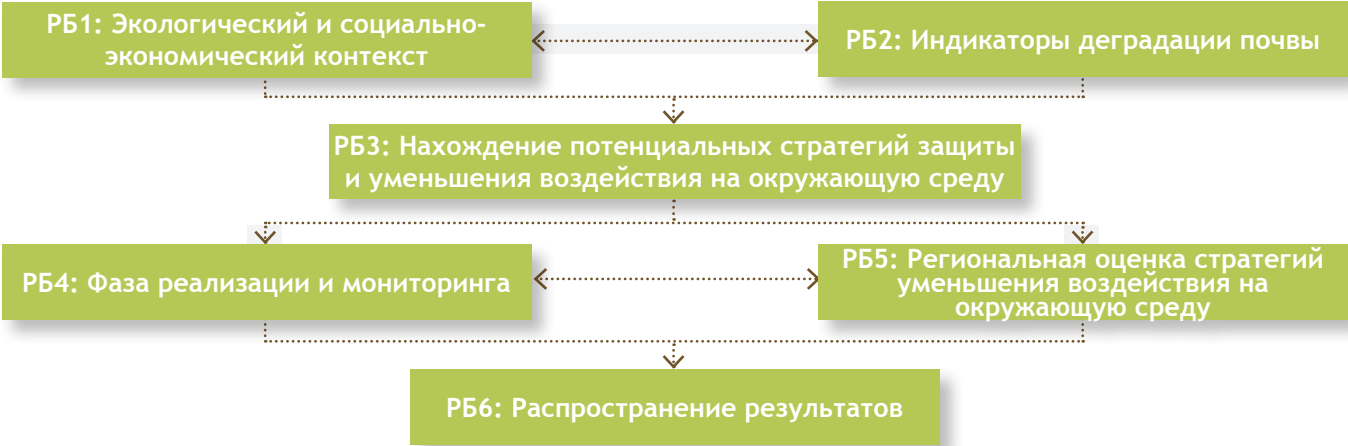 РБ1: Экологический и социально-
экономический контекст
РБ2: Индикаторы деградации почвы
РБ3: Нахождение потенциальных стратегий защиты
и уменьшения воздействия на окружающую среду
РБ4: Фаза реализации и мониторинга
РБ5: Региональная оценка стратегий
уменьшения воздействия на
окружающую среду
РБ6: Распространение результатов